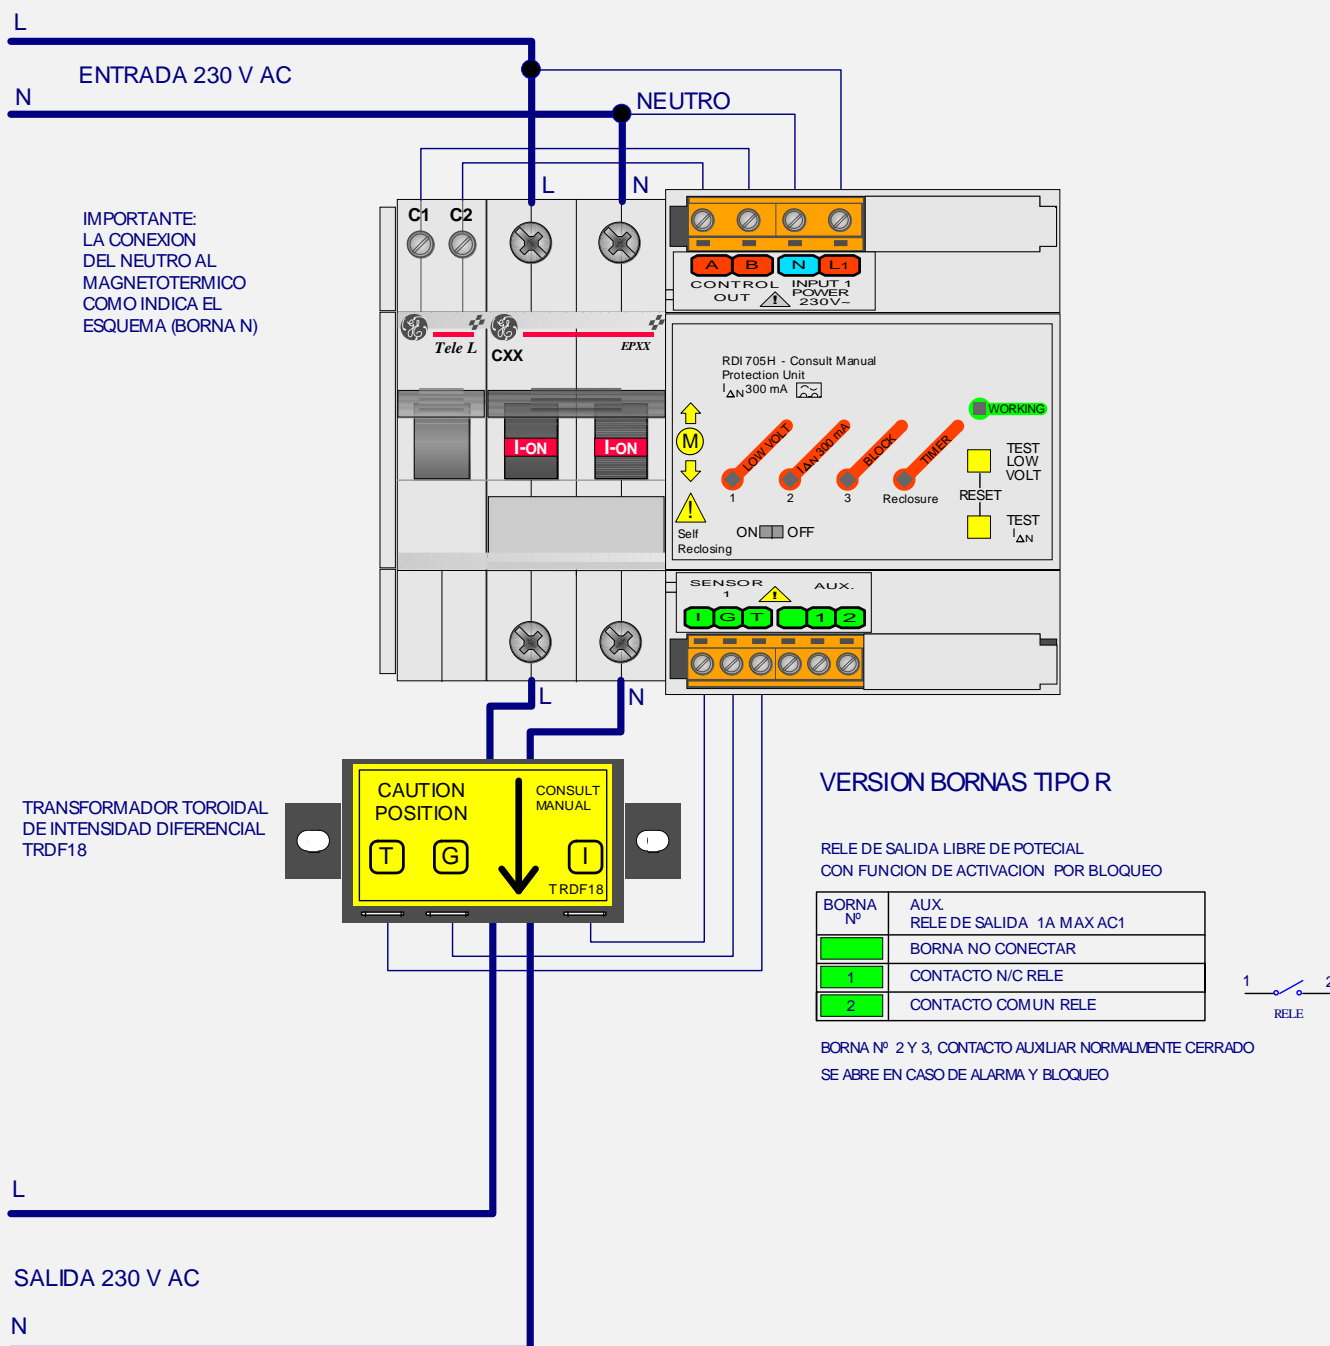 L
ENTRADA 230 V AC
N
NEUTRO
L
N
IMPORTANTE:
LA CONEXION
DEL NEUTRO AL
MAGNETOTERMICO
COMO INDICA EL
ESQUEMA (BORNA N)
C1
C2
A
B
N
L1
CONTROL
OUT
INPUT 1
POWER
230V~
Tele L
CXX
EPXX
RDI 705H - Consult Manual
Protection Unit
I∆N 300 mA
WORKING
M
I-ON
I-ON
LOW VOLT
I∆N 300 mA
BLOCK
TIMER
1
2
3
Reclosure
TEST
LOW
VOLT
RESET
TEST
I∆N
!
Self
Reclosing
ON
OFF
SENSOR
1
!
AUX.
I
G
T
1
2
L
N
TRANSFORMADOR TOROIDAL
DE INTENSIDAD DIFERENCIAL
TRDF18
CAUTION
POSITION
CONSULT
MANUAL
T
G
I
TRDF18
VERSION BORNAS TIPO R
RELE DE SALIDA LIBRE DE POTECIAL
CON FUNCION DE ACTIVACION POR BLOQUEO
BORNA
Nº
AUX.
RELE DE SALIDA 1A MAX AC1
BORNA NO CONECTAR
1
CONTACTO N/C RELE
2
CONTACTO COMUN RELE
1
2
RELE
BORNA Nº 2 Y 3, CONTACTO AUXILIAR NORMALMENTE CERRADO
SE ABRE EN CASO DE ALARMA Y BLOQUEO
L
SALIDA 230 V AC
N